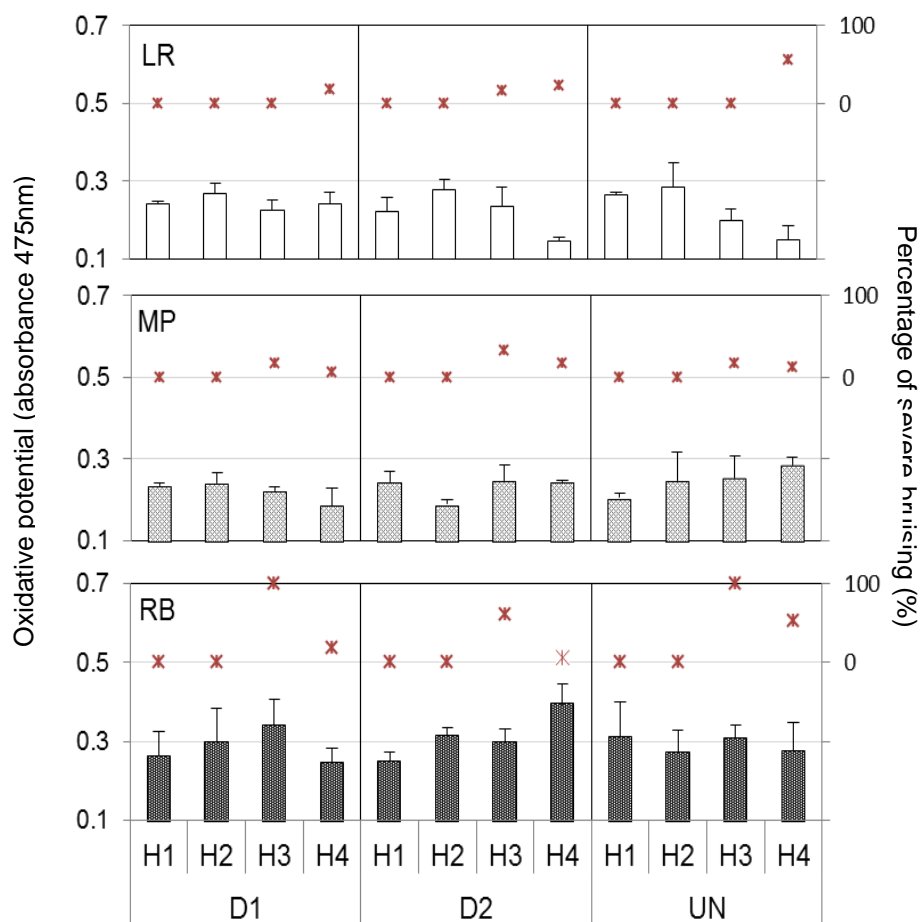 Oxidative potential (absorbance 475nm)
0.7
0.5
0.3
0.1
LR
100
0
0.7
0.5
0.3
0.1
MP
100
0
0.7
0.5
0.3
0.1
RB
100
0
Percentage of severe bruising (%)
H1 H2 H3 H4 H1 H2 H3 H4 H1 H2 H3 H4
D1 D2 UN